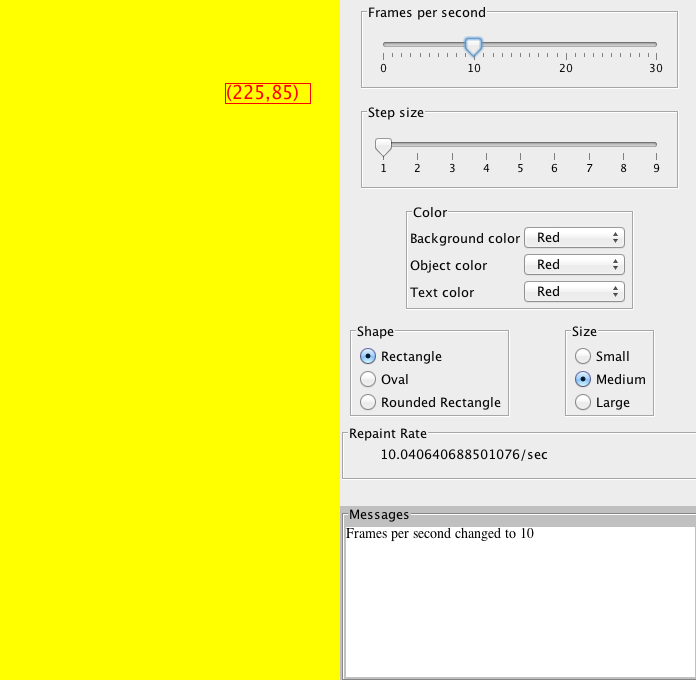 (225,85)
Frames per second
0 10 20 30
Step size
1 2 3 4 5 6 7 8 9
Color
Background color Red
Object color Red
Text color Red
Shape
Rectangle
Oval
Rounded Rectangle
Size
Small
Medium
Large
Repaint Rate
10.040640688501076/sec
Messages
Frames per second changed to 10